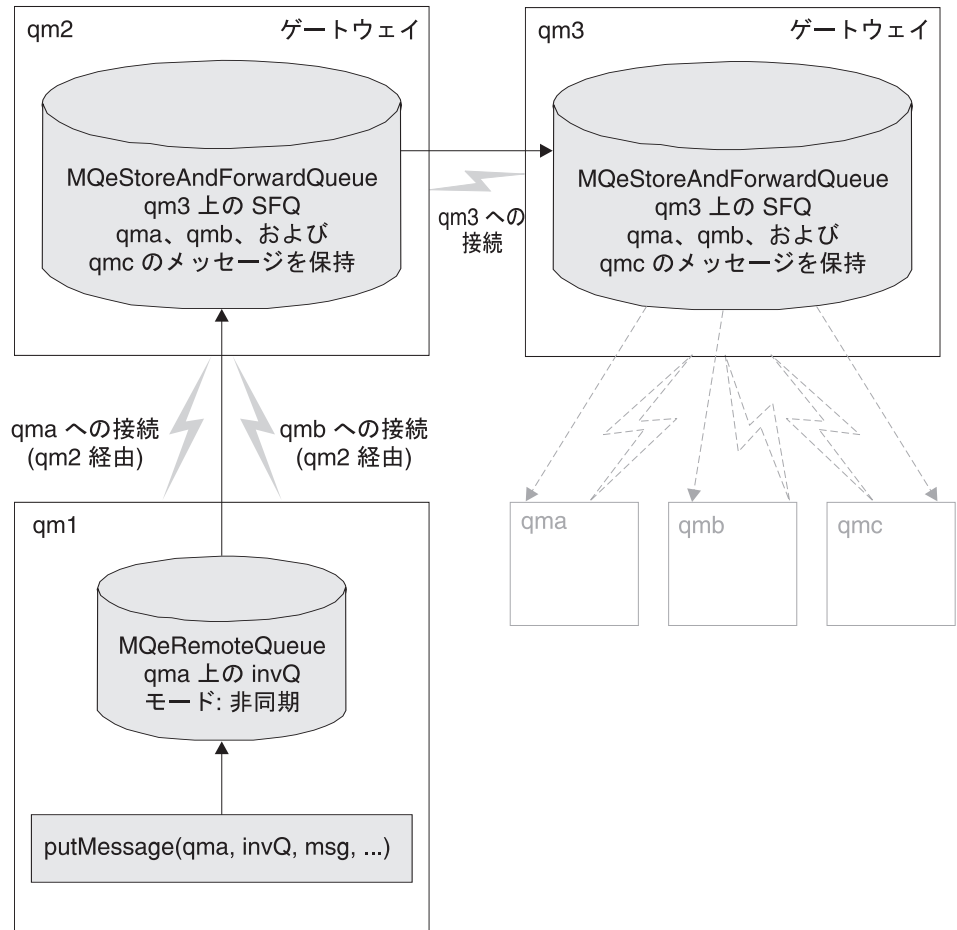 qm2
ゲートウェイ
MQeStoreAndForwardQueue
qm3 上の SFQ
qma、qmb、および
qmc のメッセージを保持
qm3 への
接続
qm3
ゲートウェイ
MQeStoreAndForwardQueue
qm3 上の SFQ
qma、qmb、および
qmc のメッセージを保持
qma への接続
(qm2 経由)
qmb への接続
(qm2 経由)
qma
qmb
qmc
qm1
MQeRemoteQueue
qma 上の invQ
モード: 非同期
putMessage(qma, invQ, msg, ...)